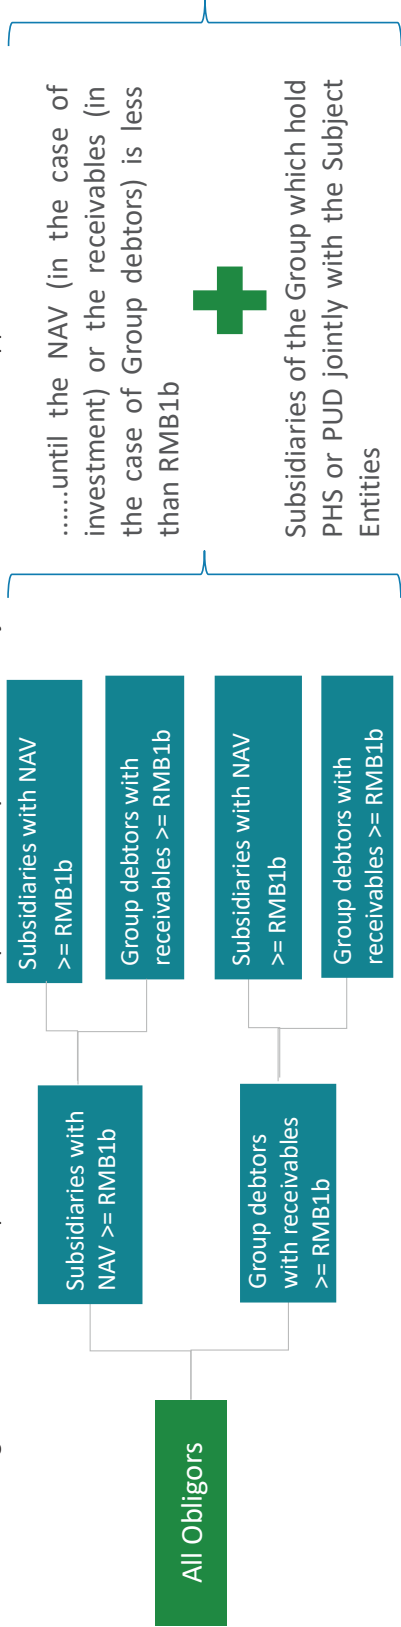 All Obligors
Subsidiaries with
NAV >= RMB1b
Group debtors
with receivables
>= RMB1b
Subsidiaries with NAV
>= RMB1b
Group debtors with
receivables >= RMB1b
Subsidiaries with NAV
>= RMB1b
Group debtors with
receivables >= RMB1b
......until the NAV (in the case of
investment) or the receivables (in
the case of Group debtors) is less
than RMB1b
Subsidiaries of the Group which hold
PHS or PUD jointly with the Subject
Entities